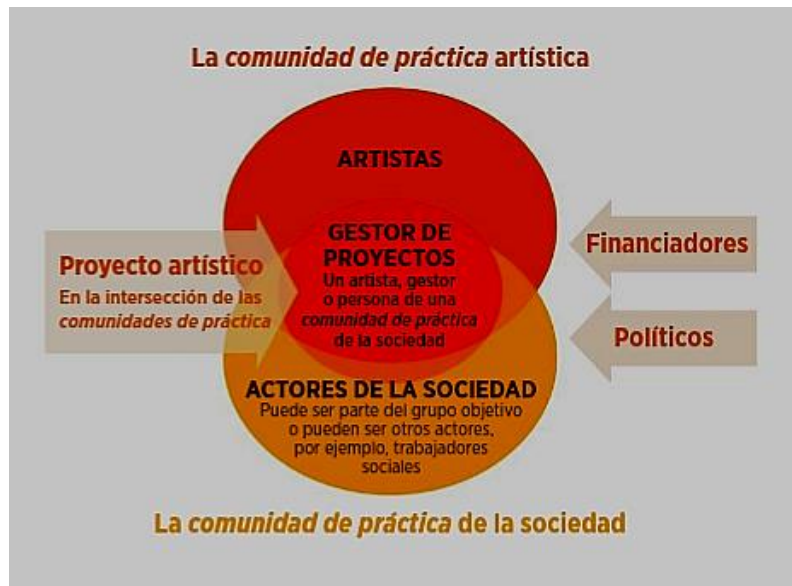 La comunidad de práctica artística
ARTISTAS
GESTOR DE
PROYECTOS
Un artista, gestor
o persona de una
comunidad de práctica
de la sociedad
Proyecto artístico
En la intersección de las
comunidades de práctica
Financiadores
Políticos
ACTORES DE LA SOCIEDAD
Puede ser parte del grupo objetivo
o pueden ser otros actores,
por ejemplo, trabajadores
sociales
La comunidad de práctica de la sociedad